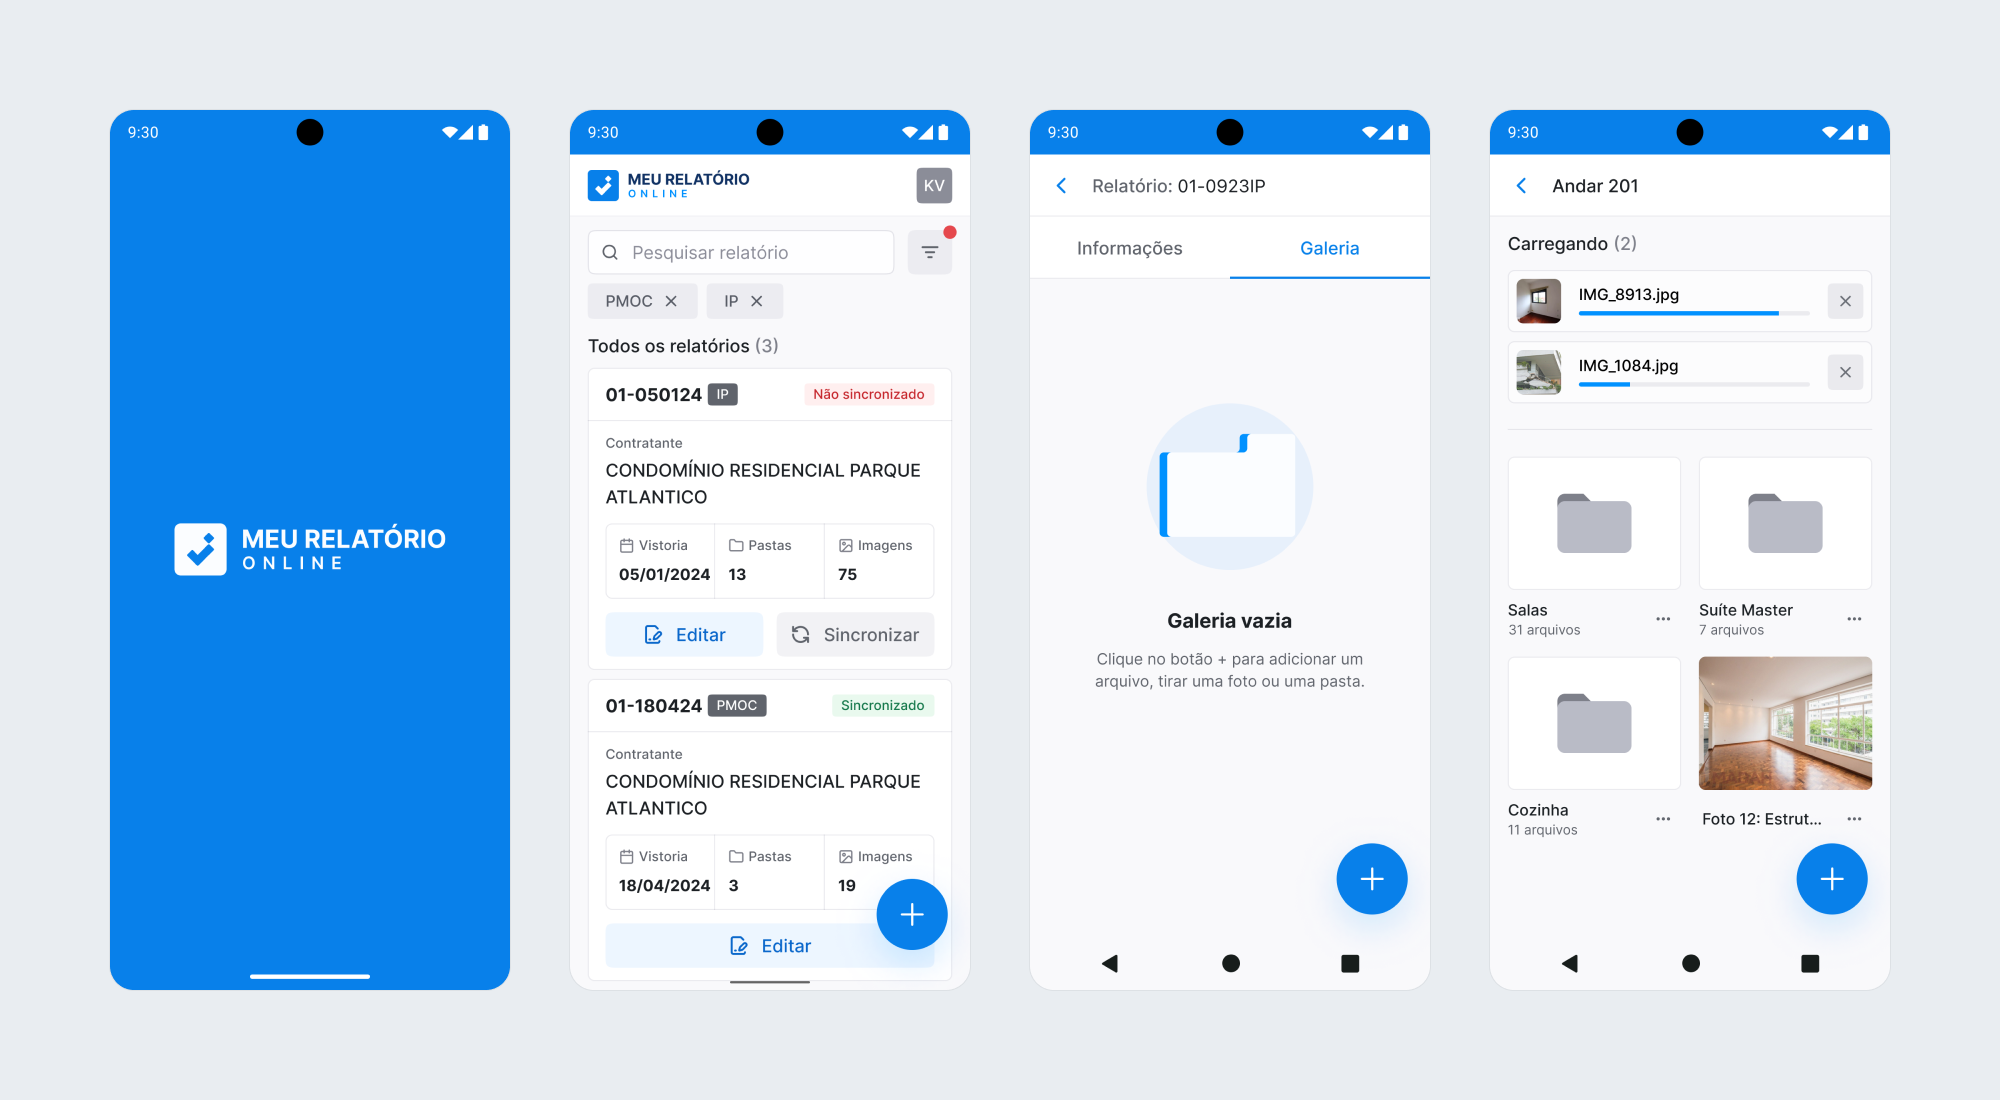 9:30
MEU RELATÓRIO
ONLINE
9:30
MEU RELATÓRIO
ONLINE
KV
Pesquisar relatório
PMOC
IP
Todos os relatórios (3)
01-050124 IP
Não sincronizado
Contratante
CONDOMÍNIO RESIDENCIAL PARQUE
ATLANTICO
Vistoria
Pastas
Imagens
05/01/2024
13
75
Editar
Sincronizar
01-180424 PMOC
Sincronizado
Contratante
CONDOMÍNIO RESIDENCIAL PARQUE
ATLANTICO
Vistoria
Pastas
Imagens
18/04/2024
3
19
Editar
9:30
Relatório: 01-0923IP
Informações
Galeria
Galeria vazia
Clique no botão + para adicionar um
arquivo, tirar uma foto ou uma pasta.
9:30
Andar 201
Carregando (2)
IMG_8913.jpg
IMG_1084.jpg
Salas
31 arquivos
Suíte Master
7 arquivos
Cozinha
11 arquivos
Foto 12: Estrut...